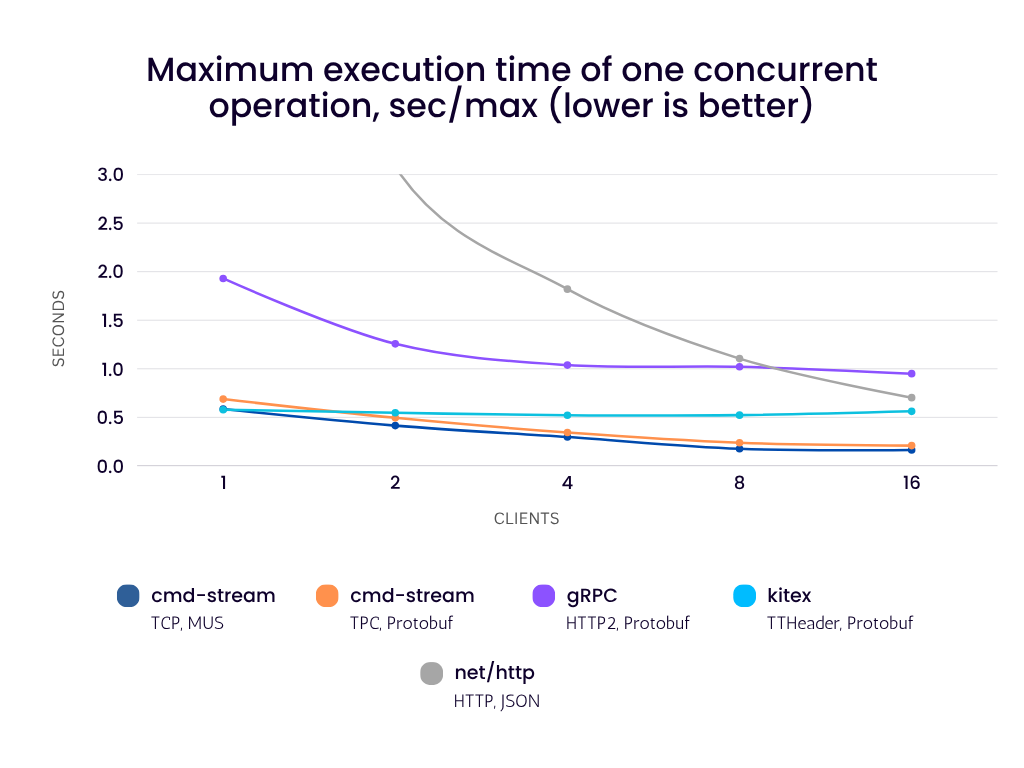 Maximum execution time of one concurrent
operation, sec/max (lower is better)
3.0
2.5
2.0
1.5
1.0
0.5
0.0
SECONDS
1 2 4 8 16
CLIENTS
cmd-stream cmd-stream gRPC kitex
TCP, MUS TPC, Protobuf HTTP2, Protobuf TTHeader, Protobuf
net/http
HTTP, JSON